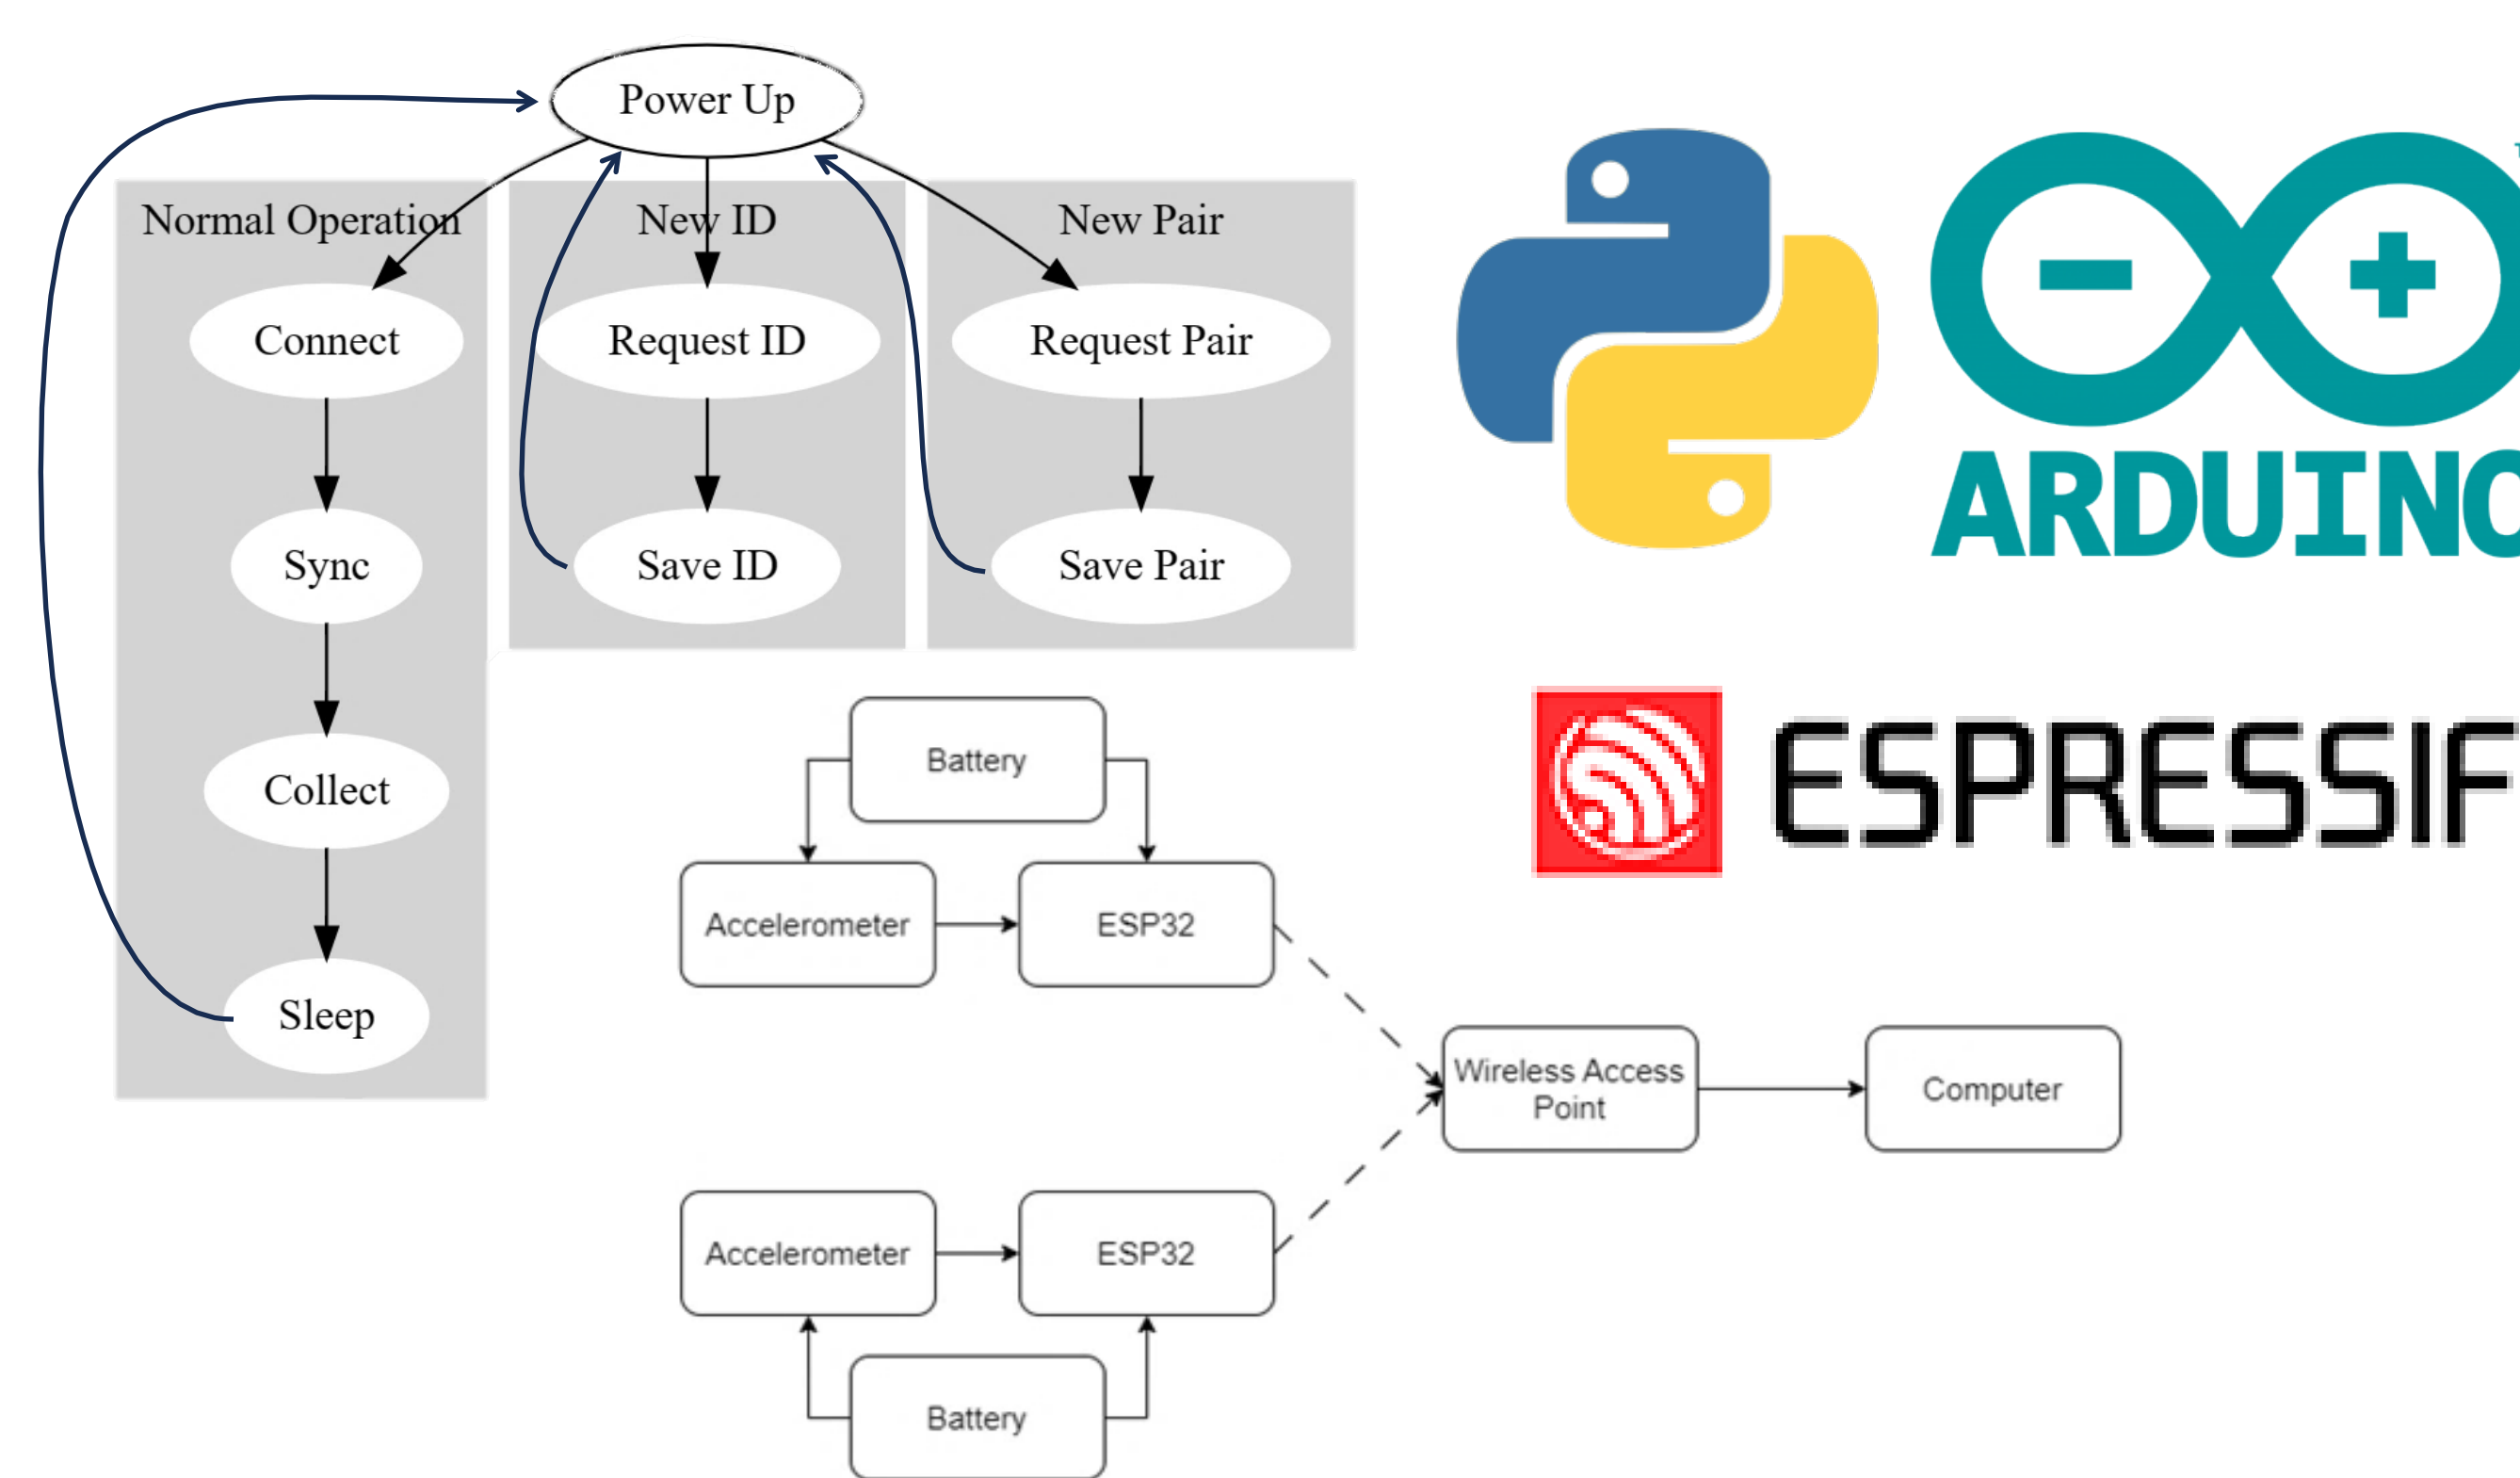 Power Up
Normal Operation
New ID
New Pair
Connect
Request ID
Request Pair
Sync
Save ID
Save Pair
Collect
Sleep
ARDUINO
ESPRESSIF
Battery
Accelerometer
ESP32
Wireless Access
Point
Computer
Accelerometer
ESP32
Battery